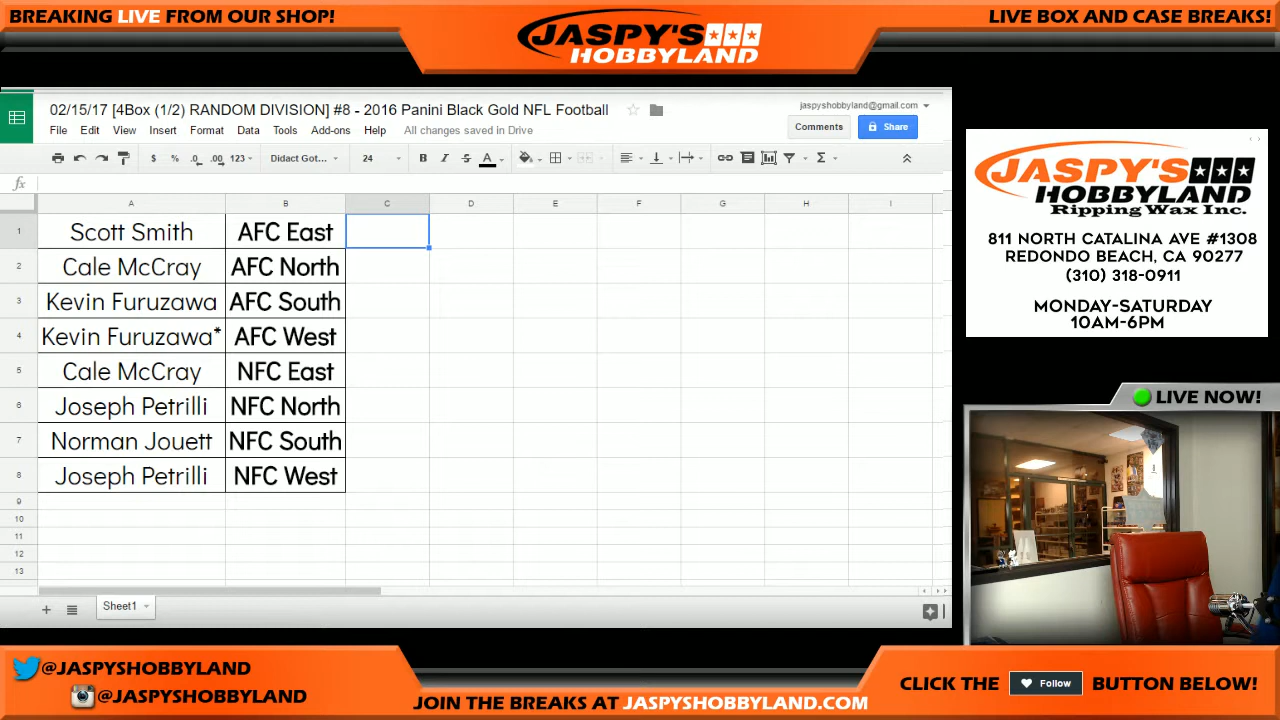 BREAKING LIVE FROM OUR SHOP!
JASPY'S
HOBBYLAND
LIVE BOX AND CASE BREAKS!
02/15/17 [4Box (1/2) RANDOM DIVISION] #8 - 2016 Panini Black Gold NFL Football
jaspyshobbyland@gmail.com
File Edit View Insert Format Data Tools Add-ons Help All changes saved in Drive
Comments
Share
$ % .0 .00 123 Didact Got... 24 B I S A Σ
fx
A B C D E F G H I
1 Scott Smith AFC East
2 Cale McCray AFC North
3 Kevin Furuzawa AFC South
4 Kevin Furuzawa* AFC West
5 Cale McCray NFC East
6 Joseph Petrilli NFC North
7 Norman Jouett NFC South
8 Joseph Petrilli NFC West
9
10
11
12
13
+ Sheet1
JASPY'S
HOBBYLAND
Ripping Wax Inc.
811 NORTH CATALINA AVE #1308
REDONDO BEACH, CA 90277
(310) 318-0911
MONDAY-SATURDAY
10AM-6PM
LIVE NOW!
@JASPYSHOBBYLAND
@JASPYSHOBBYLAND
JOIN THE BREAKS AT JASPYSHOBBYLAND.COM
CLICK THE Follow BUTTON BELOW!